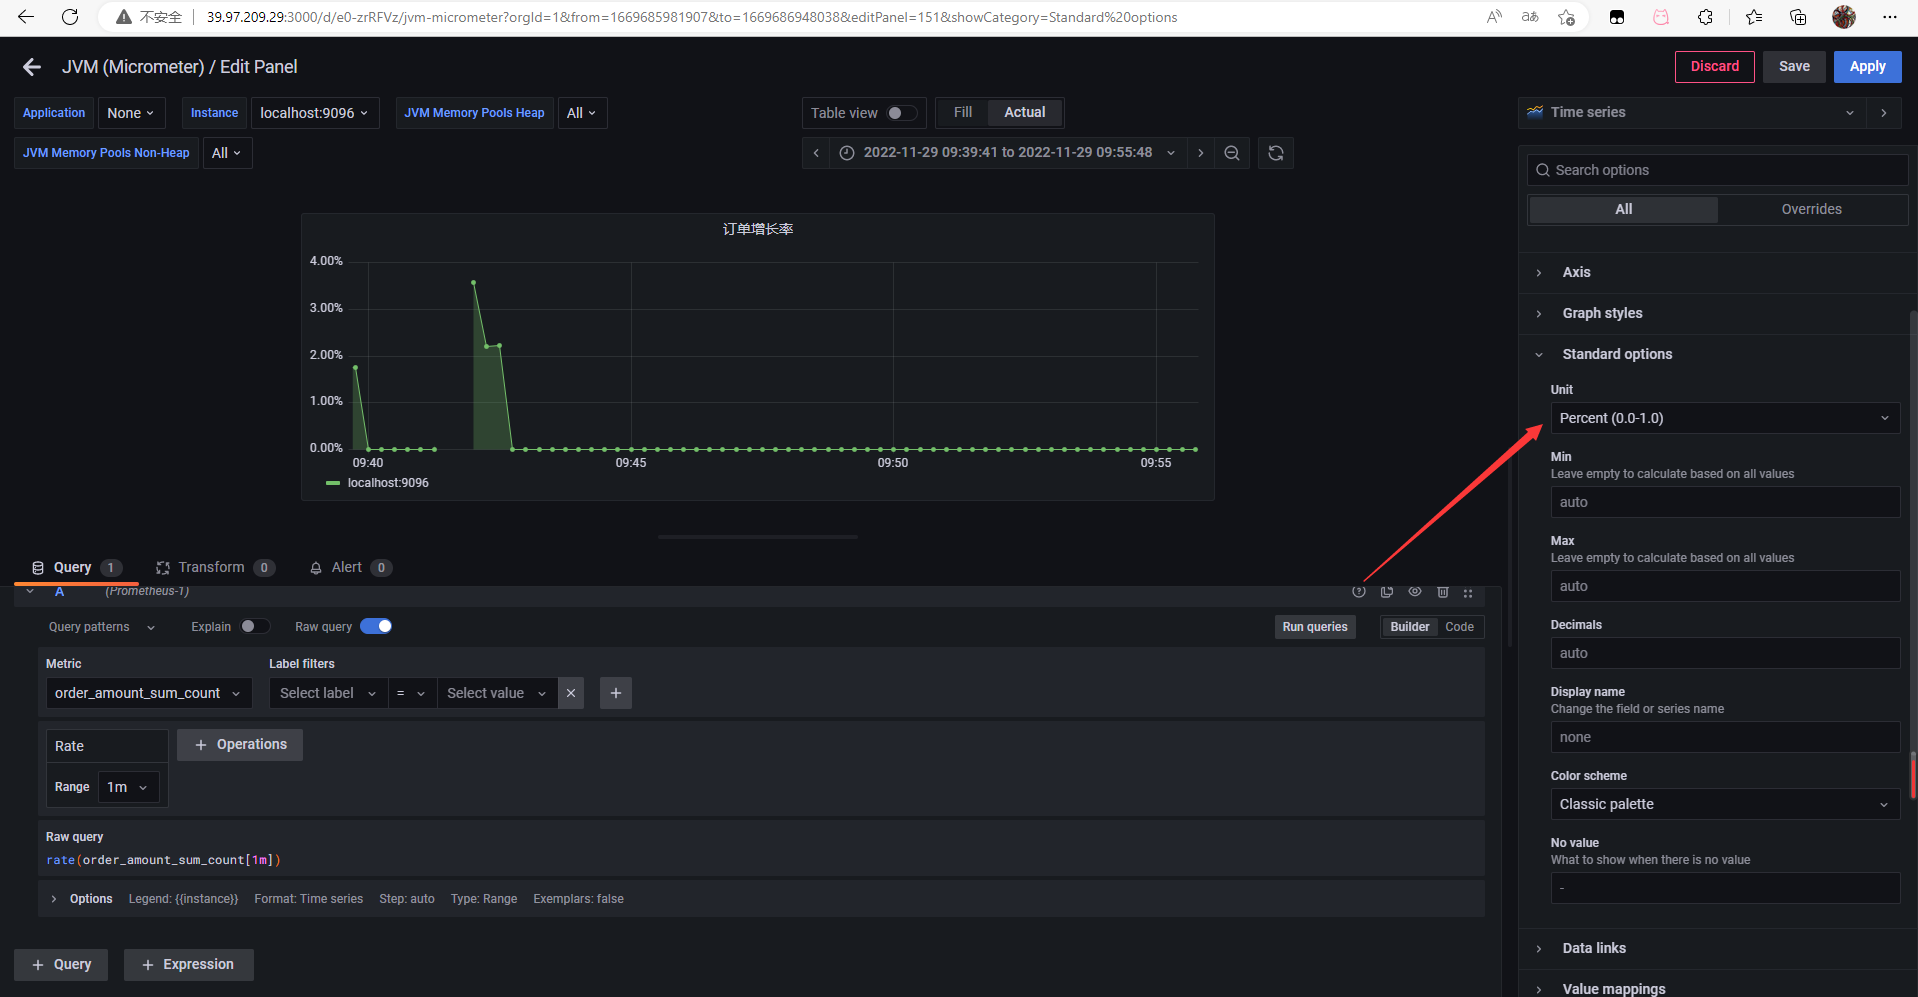 不安全
39.97.209.29:3000/d/e0-zrRFVz/jvm-micrometer?orgId=1&from=1669685981907&to=1669686948038&editPanel=151&showCategory=Standard%20options
JVM (Micrometer) / Edit Panel
Discard
Save
Apply
Application
None
Instance
localhost:9096
JVM Memory Pools Heap
All
Table view
Fill
Actual
Time series
JVM Memory Pools Non-Heap
All
2022-11-29 09:39:41 to 2022-11-29 09:55:48
Search options
All
Overrides
订单增长率
4.00%
3.00%
2.00%
1.00%
0.00%
09:40
09:45
09:50
09:55
localhost:9096
Axis
Graph styles
Standard options
Unit
Percent (0.0-1.0)
Min
Leave empty to calculate based on all values
auto
Max
Leave empty to calculate based on all values
auto
Decimals
auto
Display name
Change the field or series name
none
Color scheme
Classic palette
No value
What to show when there is no value
-
Data links
Value mappings
Query
1
Transform
0
Alert
0
A
(Prometheus-1)
Query patterns
Explain
Raw query
Run queries
Builder
Code
Metric
Label filters
order_amount_sum_count
Select label
=
Select value
Rate
+ Operations
Range
1m
Raw query
rate(order_amount_sum_count[1m])
Options
Legend: {{instance}}
Format: Time series
Step: auto
Type: Range
Exemplars: false
+ Query
+ Expression